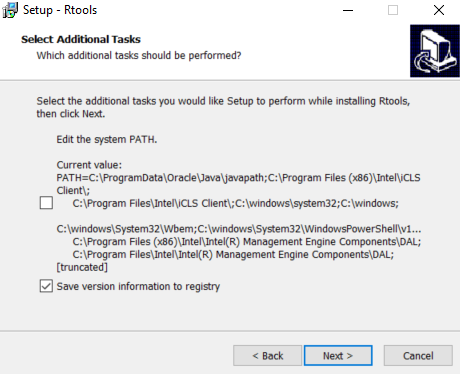 Setup - Rtools
Select Additional Tasks
Which additional tasks should be performed?
Select the additional tasks you would like Setup to perform while installing Rtools,
then click Next.
Edit the system PATH.
Current value:
PATH=C:\ProgramData\Oracle\Java\javapath;C:\Program Files (x86)\Intel\iCLS
Client\;
C:\Program Files\Intel\iCLS Client\;C:\windows\system32;C:\windows;
C:\windows\System32\Wbem;C:\windows\System32\WindowsPowerShell\v1...
C:\Program Files (x86)\Intel\Intel(R) Management Engine Components\DAL;
C:\Program Files\Intel\Intel(R) Management Engine Components\DAL;
[truncated]
Save version information to registry
< Back
Next >
Cancel